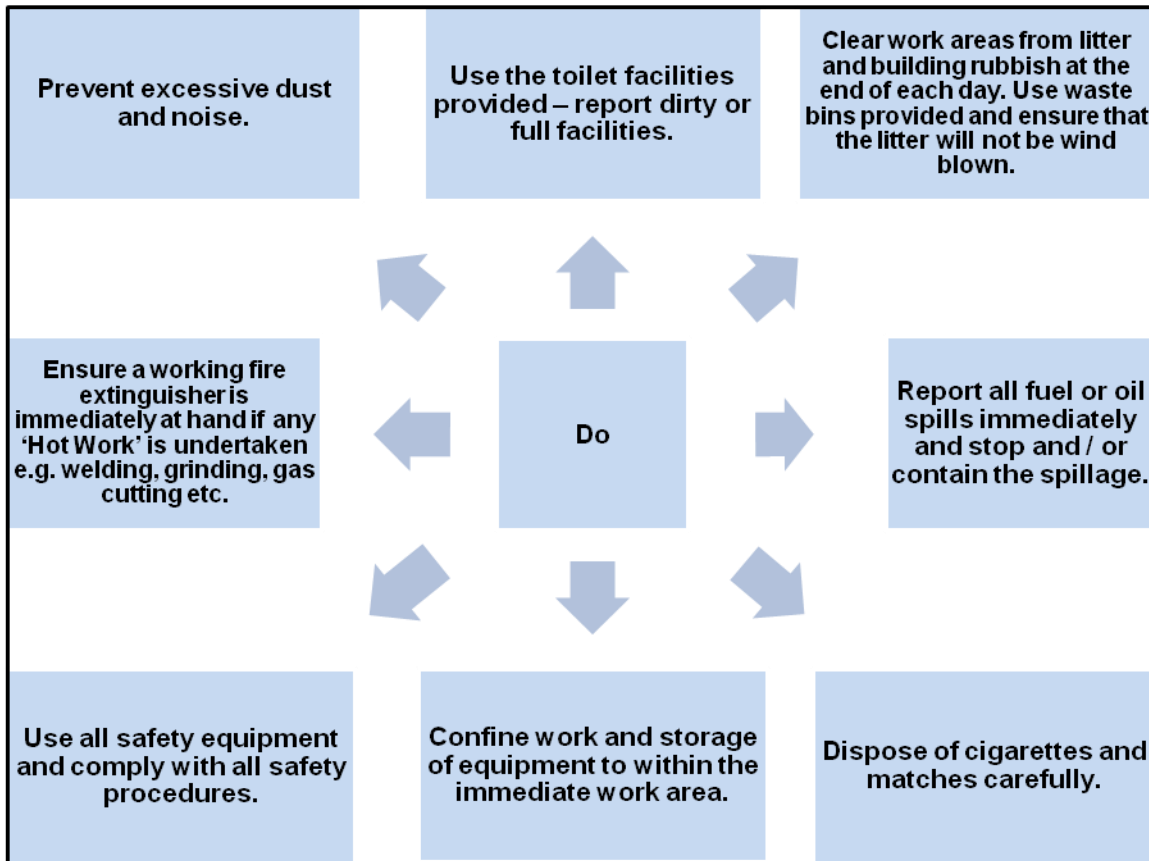 Prevent excessive dust
and noise.
Use the toilet facilities
provided – report dirty or
full facilities.
Clear work areas from litter
and building rubbish at the
end of each day. Use waste
bins provided and ensure that
the litter will not be wind
blown.
Ensure a working fire
extinguisher is
immediately at hand if any
‘Hot Work’ is undertaken
e.g. welding, grinding, gas
cutting etc.
Do
Report all fuel or oil
spills immediately
and stop and / or
contain the spillage.
Use all safety equipment
and comply with all safety
procedures.
Confine work and storage
of equipment to within the
immediate work area.
Dispose of cigarettes and
matches carefully.